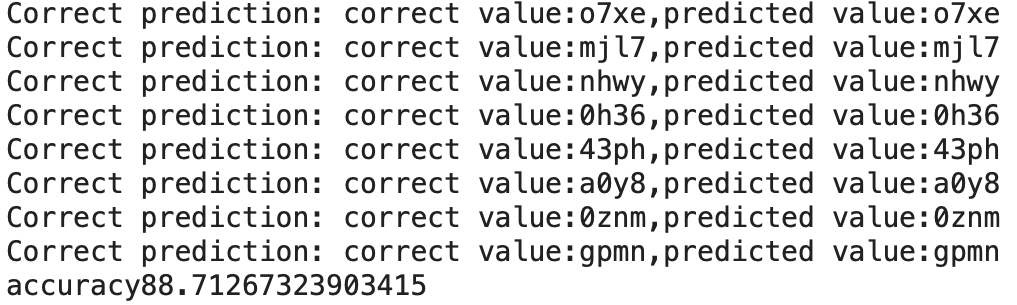 Correct prediction: correct value:o7xe,predicted value:o7xe
Correct prediction: correct value:mjl7,predicted value:mjl7
Correct prediction: correct value:nhwy,predicted value:nhwy
Correct prediction: correct value:0h36,predicted value:0h36
Correct prediction: correct value:43ph,predicted value:43ph
Correct prediction: correct value:a0y8,predicted value:a0y8
Correct prediction: correct value:0znm,predicted value:0znm
Correct prediction: correct value:gpmn,predicted value:gpmn
accuracy88.71267323903415